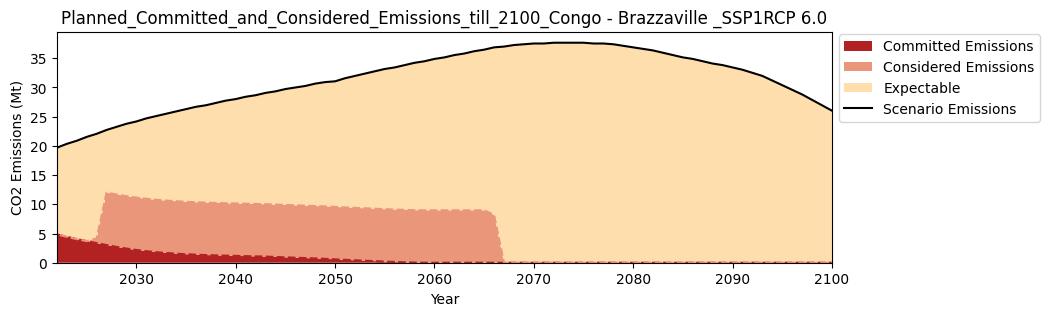 Planned_Committed_and_Considered_Emissions_till_2100_Congo - Brazzaville _SSP1RCP 6.0
CO2 Emissions (Mt)
35
30
25
20
15
10
5
0
2030 2040 2050 2060 2070 2080 2090 2100
Year
Committed Emissions
Considered Emissions
Expectable
Scenario Emissions